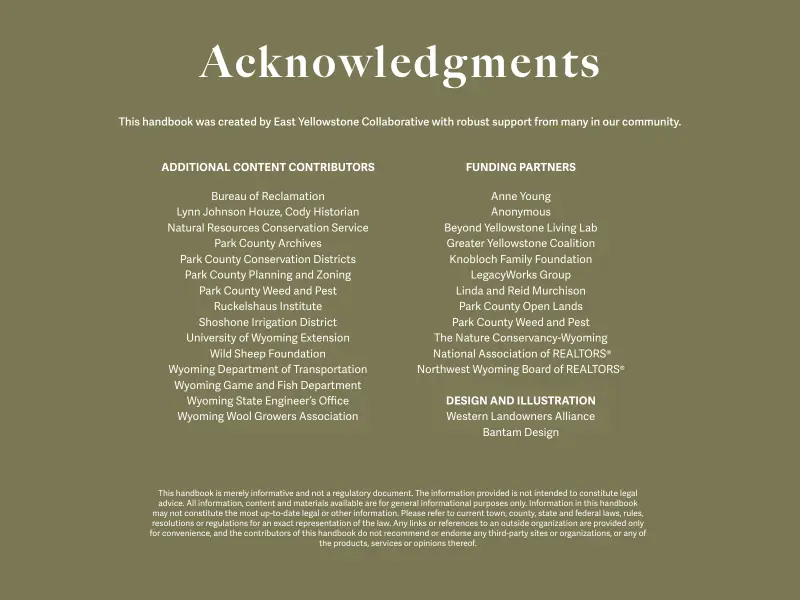 Acknowledgments
This handbook was created by East Yellowstone Collaborative with robust support from many in our community.
ADDITIONAL CONTENT CONTRIBUTORS
Bureau of Reclamation
Lynn Johnson Houze, Cody Historian
Natural Resources Conservation Service
Park County Archives
Park County Conservation Districts
Park County Planning and Zoning
Park County Weed and Pest
Ruckelshaus Institute
Shoshone Irrigation District
University of Wyoming Extension
Wild Sheep Foundation
Wyoming Department of Transportation
Wyoming Game and Fish Department
Wyoming State Engineer's Office
Wyoming Wool Growers Association
FUNDING PARTNERS
Anne Young
Anonymous
Beyond Yellowstone Living Lab
Greater Yellowstone Coalition
Knobloch Family Foundation
LegacyWorks Group
Linda and Reid Murchison
Park County Open Lands
Park County Weed and Pest
The Nature Conservancy-Wyoming
National Association of REALTORS®
Northwest Wyoming Board of REALTORS®
DESIGN AND ILLUSTRATION
Western Landowners Alliance
Bantam Design
This handbook is merely informative and not a regulatory document. The information provided is not intended to constitute legal
advice. All information, content and materials available are for general informational purposes only. Information in this handbook
may not constitute the most up-to-date legal or other information. Please refer to current town, county, state and federal laws, rules,
resolutions or regulations for an exact representation of the law. Any links or references to an outside organization are provided only
for convenience, and the contributors of this handbook do not recommend or endorse any third-party sites or organizations, or any of
the products, services or opinions thereof.